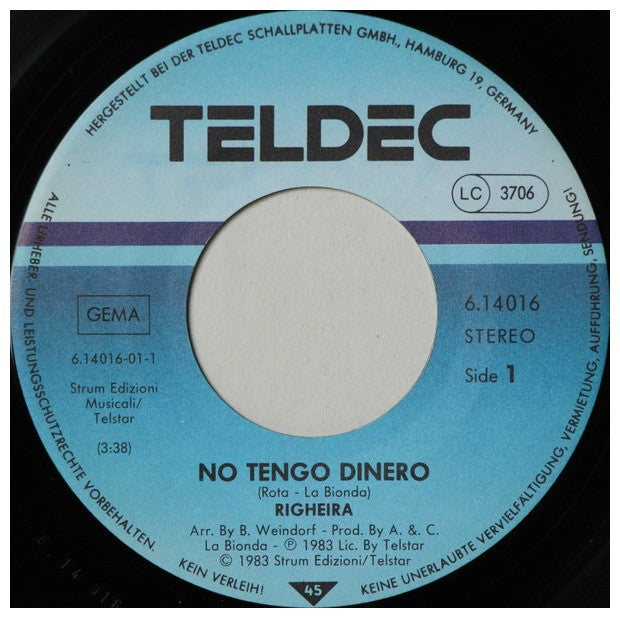 HERGESTELLT BEI DER TELDEC SCHALLPLATTEN GMBH, HAMBURG 19, GERMANY
TELDEC
LC 3706
GEMA
6.14016-01-1
Strum Edizioni
Musicali/
Telstar
(3:38)
6.14016
STEREO
Side 1
NO TENGO DINERO
(Rota - La Bionda)
RIGHEIRA
Arr. By B. Weindorf - Prod. By A. & C.
La Bionda - ℗ 1983 Lic. By Telstar
© 1983 Strum Edizioni/Telstar
45
ALLE URHEBER- UND LEISTUNGSSCHUTZRECHTE VORBEHALTEN.
KEIN VERLEIH! KEINE UNERLAUBTE VERVIELFÄLTIGUNG, VERMIETUNG, AUFFÜHRUNG, SENDUNG!